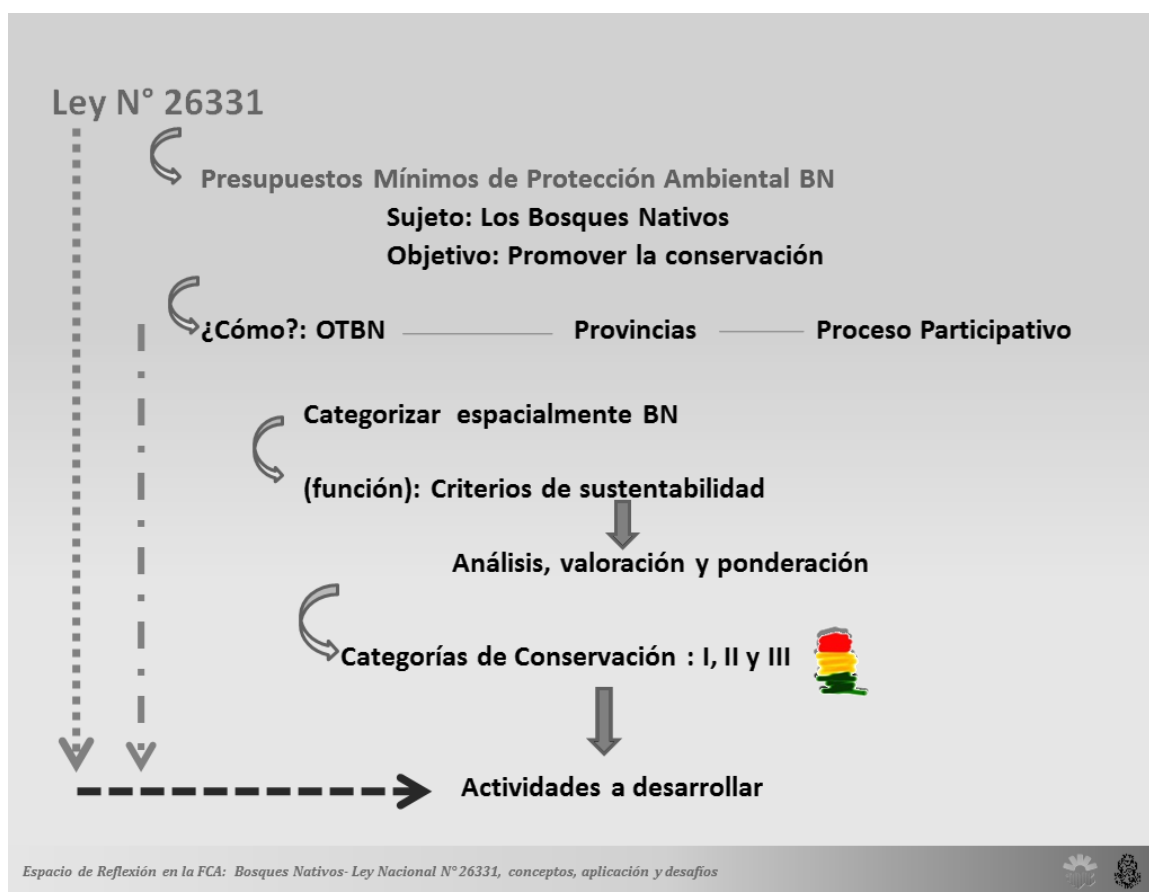 Ley N° 26331
Presupuestos Mínimos de Protección Ambiental BN
Sujeto: Los Bosques Nativos
Objetivo: Promover la conservación
¿Cómo?: OTBN Provincias Proceso Participativo
Categorizar espacialmente BN
(función): Criterios de sustentabilidad
Análisis, valoración y ponderación
Categorías de Conservación : I, II y III
Actividades a desarrollar
Espacio de Reflexión en la FCA: Bosques Nativos- Ley Nacional N°26331, conceptos, aplicación y desafíos